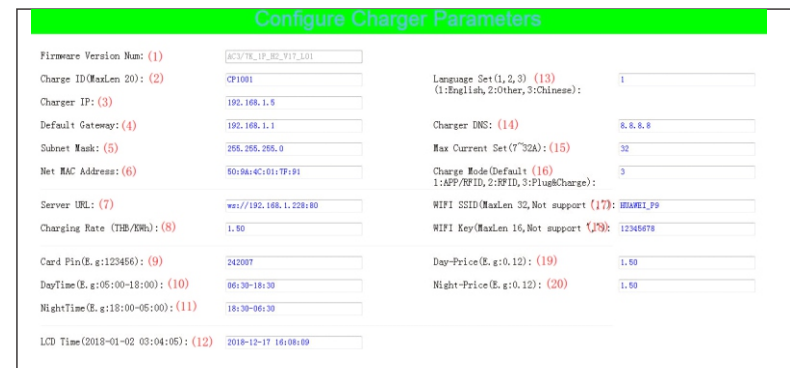 Configure Charger Parameters
Firmware Version Num: (1) AC3/7K_1P_H2_V17_L01
Charge ID(MaxLen 20): (2) CP1001 Language Set(1,2,3) (13) 1
(1:English,2:Other,3:Chinese):
Charger IP: (3) 192.168.1.5
Default Gateway: (4) 192.168.1.1 Charger DNS: (14) 8.8.8.8
Subnet Mask: (5) 255.255.255.0 Max Current Set(7~32A): (15) 32
Net MAC Address: (6) 50:9A:4C:01:7F:91 Charge Mode(Default (16) 3
1:APP/RFID,2:RFID,3:Plug&Charge):
Server URL: (7) ws://192.168.1.228:80 WIFI SSID(MaxLen 32,Not support (17): HUAWEI_P9
Charging Rate (THB/KWh): (8) 1.50 WIFI Key(MaxLen 16,Not support (18): 12345678
Card Pin(E.g:123456): (9) 242007 Day-Price(E.g:0.12): (19) 1.50
DayTime(E.g:05:00-18:00): (10) 06:30-18:30 Night-Price(E.g:0.12): (20) 1.50
NightTime(E.g:18:00-05:00): (11) 18:30-06:30
LCD Time(2018-01-02 03:04:05): (12) 2018-12-17 16:08:09